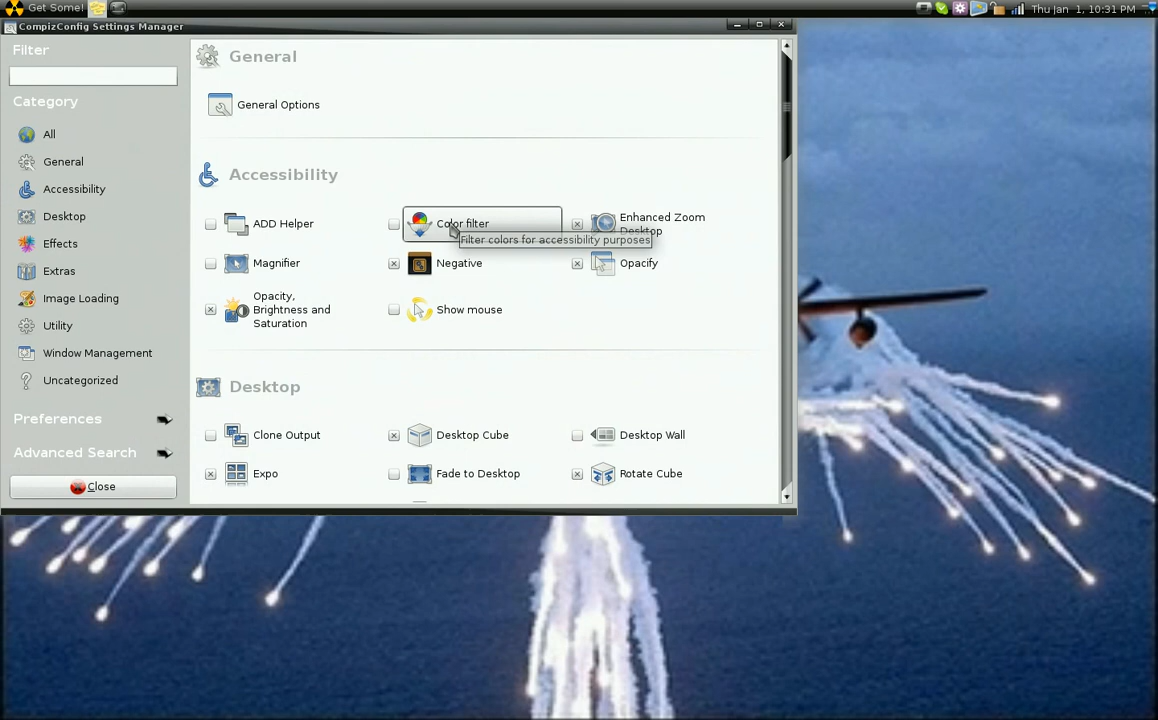 Get Some!
Thu Jan 1, 10:31 PM
CompizConfig Settings Manager
Filter
Category
All
General
Accessibility
Desktop
Effects
Extras
Image Loading
Utility
Window Management
Uncategorized
Preferences
Advanced Search
Close
General
General Options
Accessibility
ADD Helper
Color filter
Enhanced Zoom
Desktop
Filter colors for accessibility purposes
Magnifier
Negative
Opacify
Opacity,
Brightness and
Saturation
Show mouse
Desktop
Clone Output
Desktop Cube
Desktop Wall
Expo
Fade to Desktop
Rotate Cube